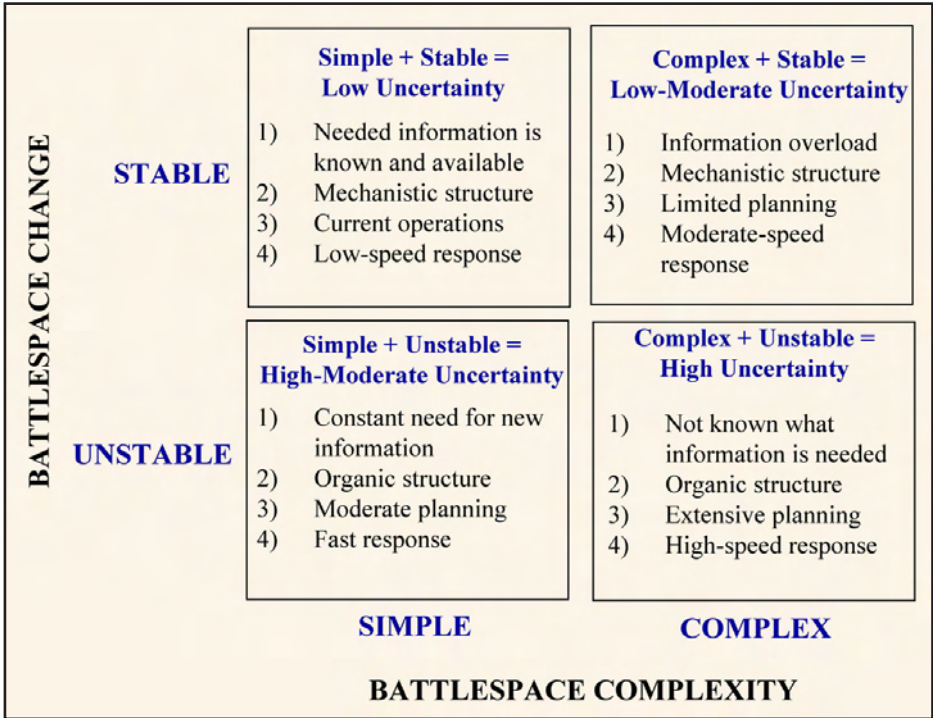 BATTLESPACE CHANGE
STABLE
Simple + Stable =
Low Uncertainty
1) Needed information is
known and available
2) Mechanistic structure
3) Current operations
4) Low-speed response
Complex + Stable =
Low-Moderate Uncertainty
1) Information overload
2) Mechanistic structure
3) Limited planning
4) Moderate-speed
response
UNSTABLE
Simple + Unstable =
High-Moderate Uncertainty
1) Constant need for new
information
2) Organic structure
3) Moderate planning
4) Fast response
Complex + Unstable =
High Uncertainty
1) Not known what
information is needed
2) Organic structure
3) Extensive planning
4) High-speed response
SIMPLE
COMPLEX
BATTLESPACE COMPLEXITY